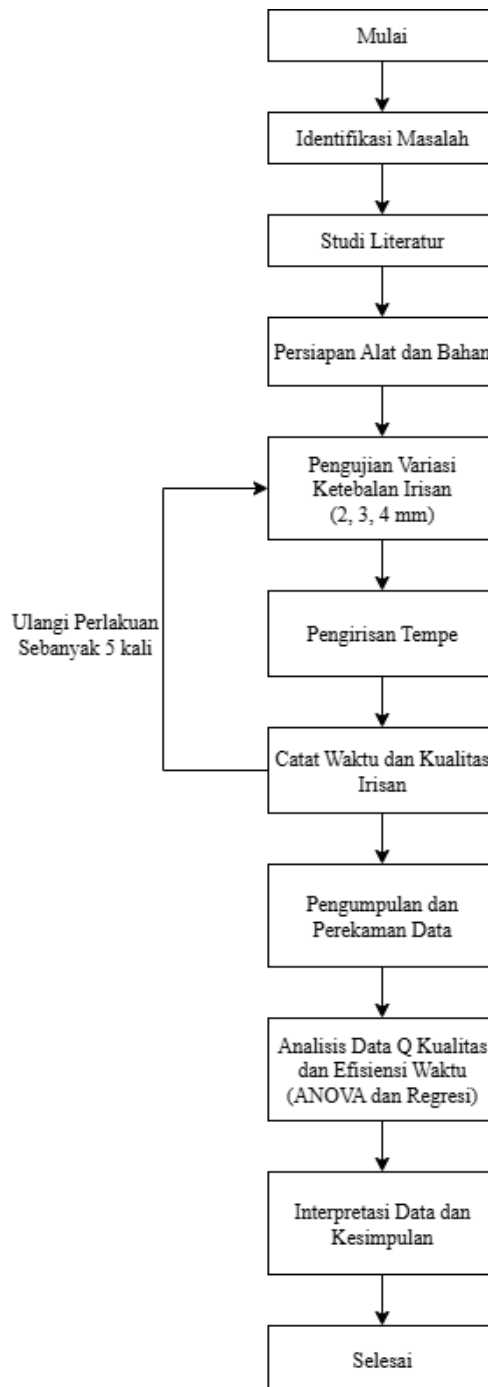 Mulai
Identifikasi Masalah
Studi Literatur
Persiapan Alat dan Bahan
Pengujian Variasi
Ketebalan Irisan
(2, 3, 4 mm)
Ulangi Perlakuan
Sebanyak 5 kali
Pengirisan Tempe
Catat Waktu dan Kualitas
Irisan
Pengumpulan dan
Perekaman Data
Analisis Data Q Kualitas
dan Efisiensi Waktu
(ANOVA dan Regresi)
Interpretasi Data dan
Kesimpulan
Selesai